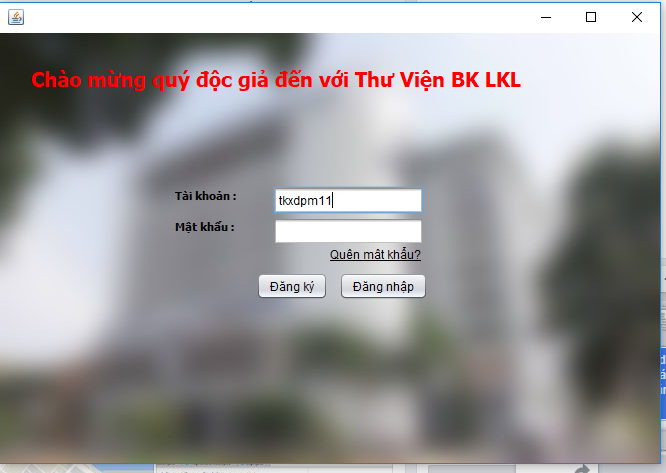 Chào mừng quý độc giả đến với Thư Viện BK LKL
Tài khoản :
tkxdpm11
Mật khẩu :
Quên mât khẩu?
Đăng ký
Đăng nhập